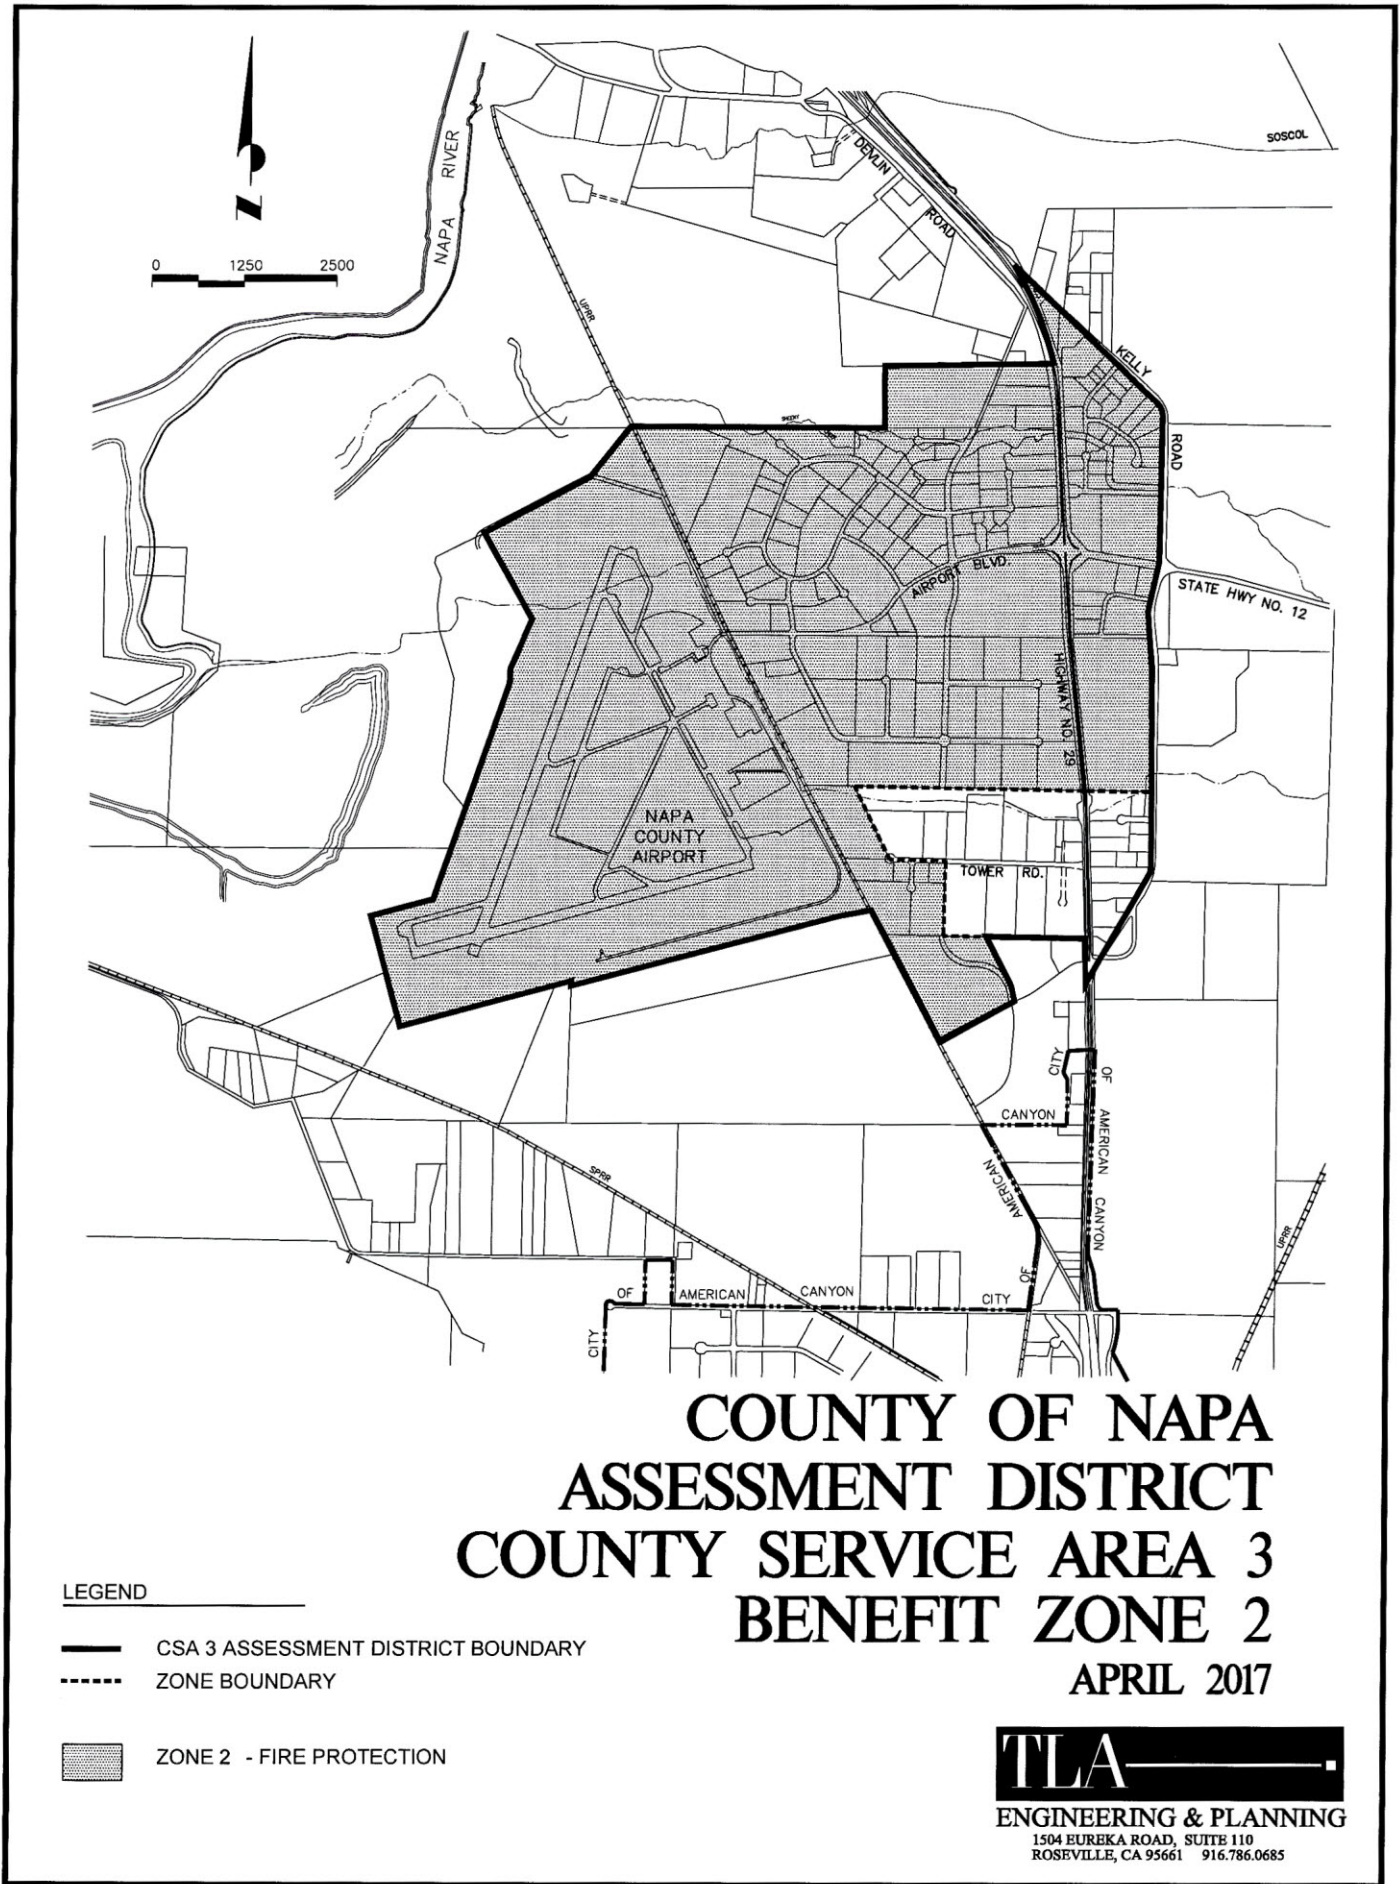 SOSCOL
NAPA RIVER
DEVLIN
ROAD
N
0 1250 2500
UPRR
KELLY
ROAD
AIRPORT BLVD.
STATE HWY NO. 12
HIGHWAY NO. 29
NAPA
COUNTY
AIRPORT
TOWER RD.
CITY
OF
AMERICAN
CANYON
CANYON
AMERICAN
OF
SPRR
UPRR
CITY
OF
AMERICAN
CANYON
CITY
COUNTY OF NAPA
ASSESSMENT DISTRICT
COUNTY SERVICE AREA 3
BENEFIT ZONE 2
APRIL 2017
LEGEND
CSA 3 ASSESSMENT DISTRICT BOUNDARY
ZONE BOUNDARY
ZONE 2 - FIRE PROTECTION
TLA
ENGINEERING & PLANNING
1504 EUREKA ROAD, SUITE 110
ROSEVILLE, CA 95661 916.786.0685